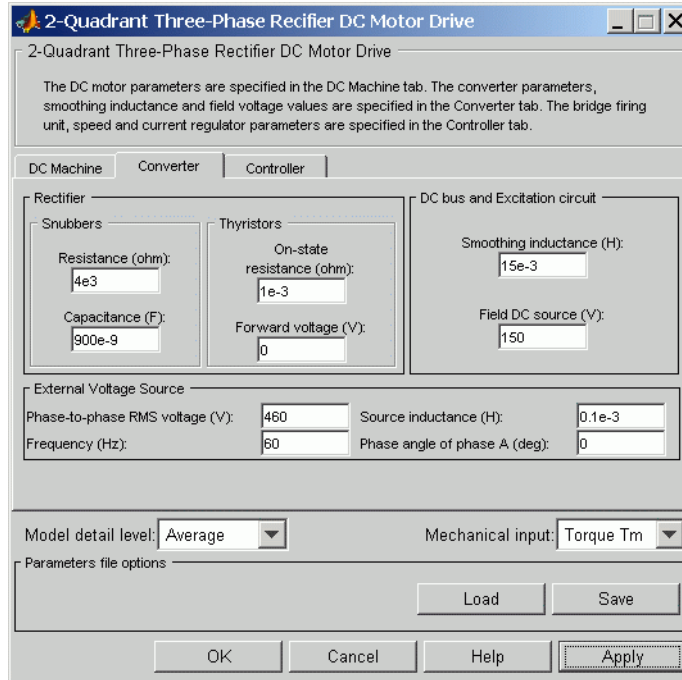 2-Quadrant Three-Phase Recifier DC Motor Drive
2-Quadrant Three-Phase Rectifier DC Motor Drive
The DC motor parameters are specified in the DC Machine tab. The converter parameters,
smoothing inductance and field voltage values are specified in the Converter tab. The bridge firing
unit, speed and current regulator parameters are specified in the Controller tab.
DC Machine Converter Controller
Rectifier
Snubbers
Resistance (ohm):
4e3
Capacitance (F):
900e-9
Thyristors
On-state
resistance (ohm):
1e-3
Forward voltage (V):
0
DC bus and Excitation circuit
Smoothing inductance (H):
15e-3
Field DC source (V):
150
External Voltage Source
Phase-to-phase RMS voltage (V): 460 Source inductance (H): 0.1e-3
Frequency (Hz): 60 Phase angle of phase A (deg): 0
Model detail level: Average Mechanical input: Torque Tm
Parameters file options
Load Save
OK Cancel Help Apply